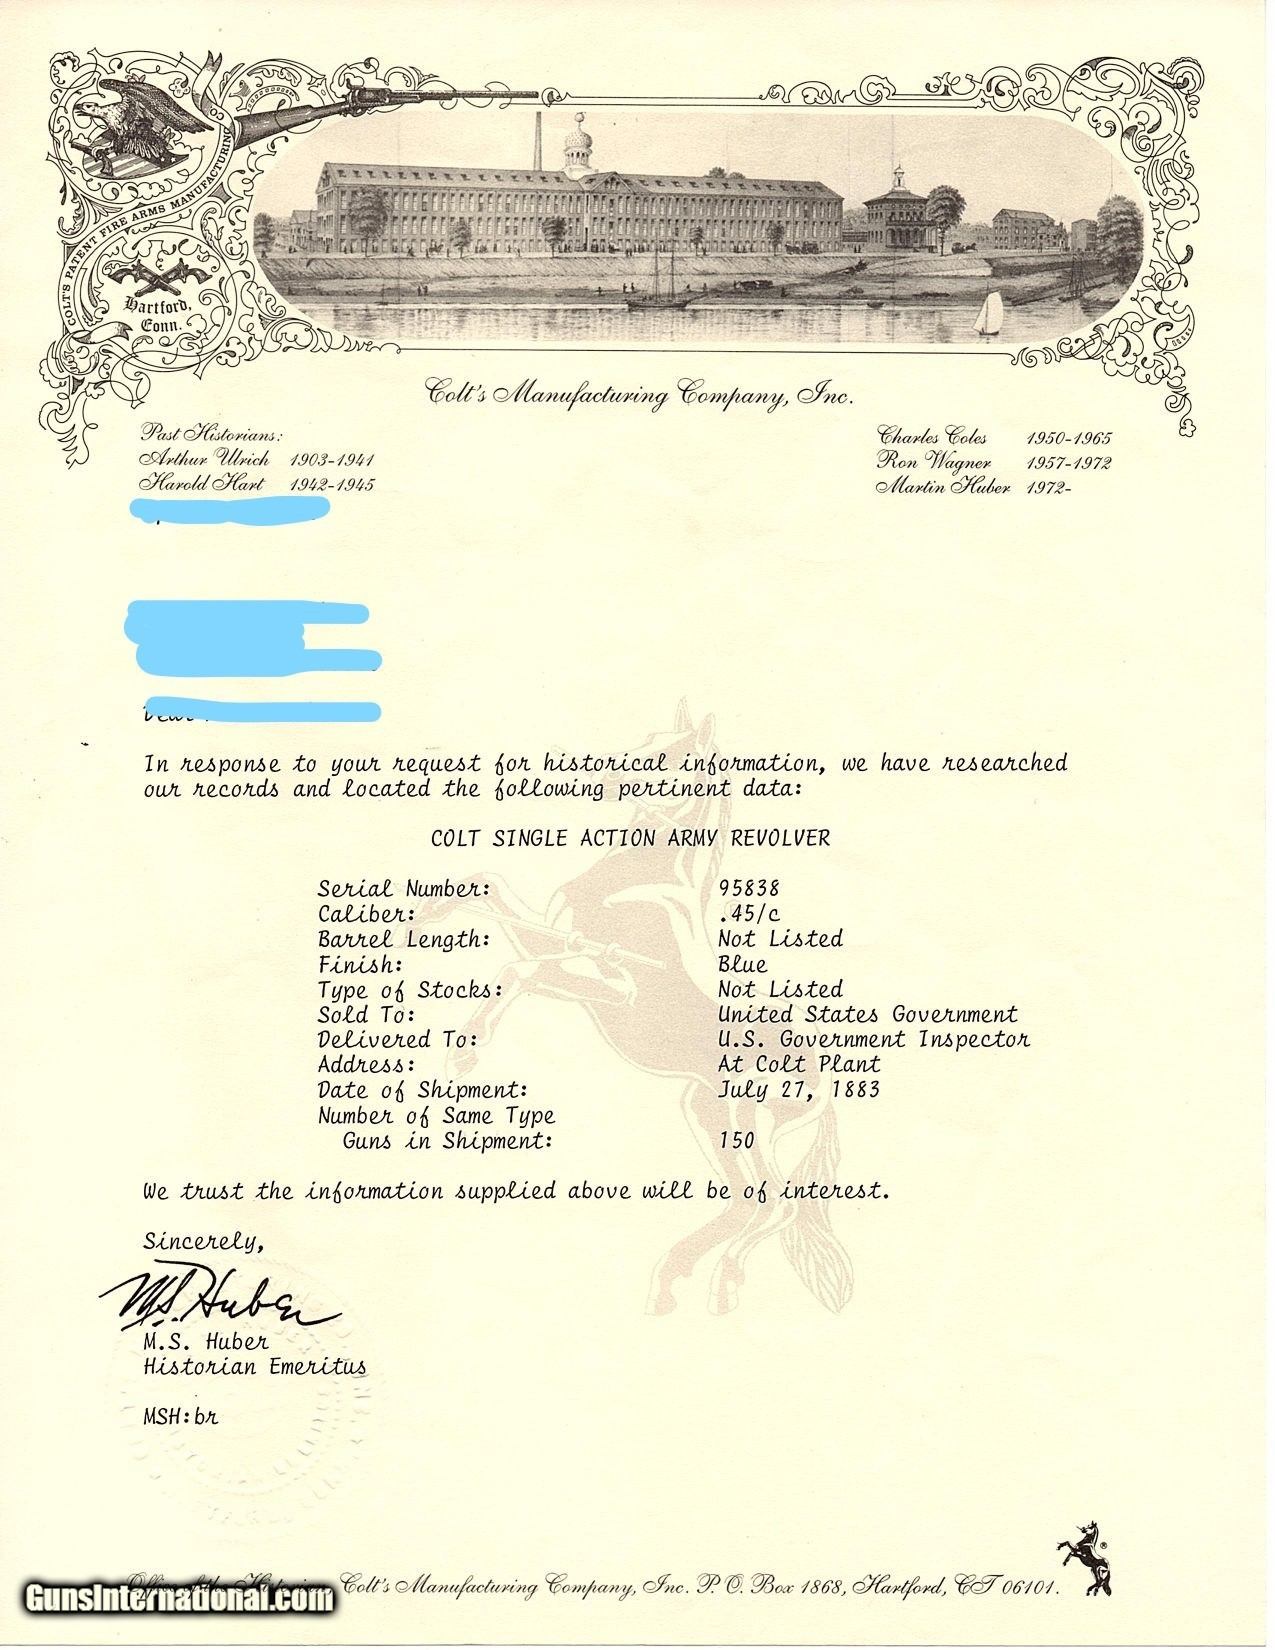 COLT'S PATENT FIRE ARMS MANUFACTURING CO
Hartford,
Conn.
Colt's Manufacturing Company, Inc.
Past Historians:
Arthur Ulrich 1903-1941
Harold Hart 1942-1945
Charles Coles 1950-1965
Ron Wagner 1957-1972
Martin Huber 1972-
Dear
In response to your request for historical information, we have researched
our records and located the following pertinent data:
COLT SINGLE ACTION ARMY REVOLVER
Serial Number: 95838
Caliber: .45/c
Barrel Length: Not Listed
Finish: Blue
Type of Stocks: Not Listed
Sold To: United States Government
Delivered To: U.S. Government Inspector
Address: At Colt Plant
Date of Shipment: July 27, 1883
Number of Same Type
Guns in Shipment: 150
We trust the information supplied above will be of interest.
Sincerely,
M.S. Huber
M.S. Huber
Historian Emeritus
MSH:br
Office of the Historian, Colt's Manufacturing Company, Inc. P.O. Box 1868, Hartford, CT 06101.
®
GunsInternational.com